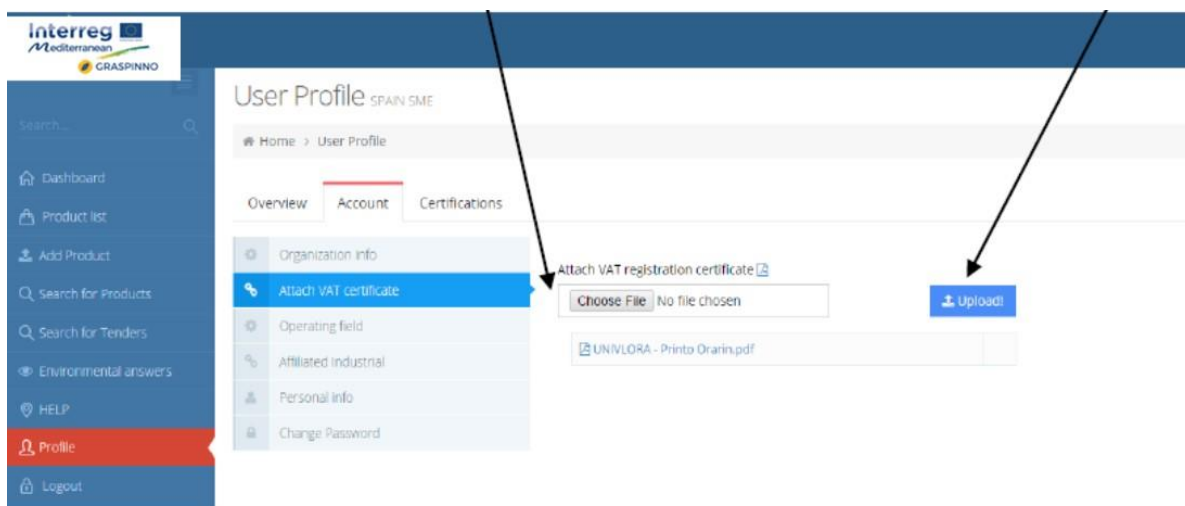 Interreg
Mediterranean
GRASPINNO
Search...
Dashboard
Product list
Add Product
Search for Products
Search for Tenders
Environmental answers
HELP
Profile
Logout
User Profile SPAIN SME
Home > User Profile
Overview Account Certifications
Organization info
Attach VAT certificate
Operating field
Affiliated Industrial
Personal info
Change Password
Attach VAT registration certificate
Choose File No file chosen
Upload!
UNIVLORA - Printo Orarin.pdf